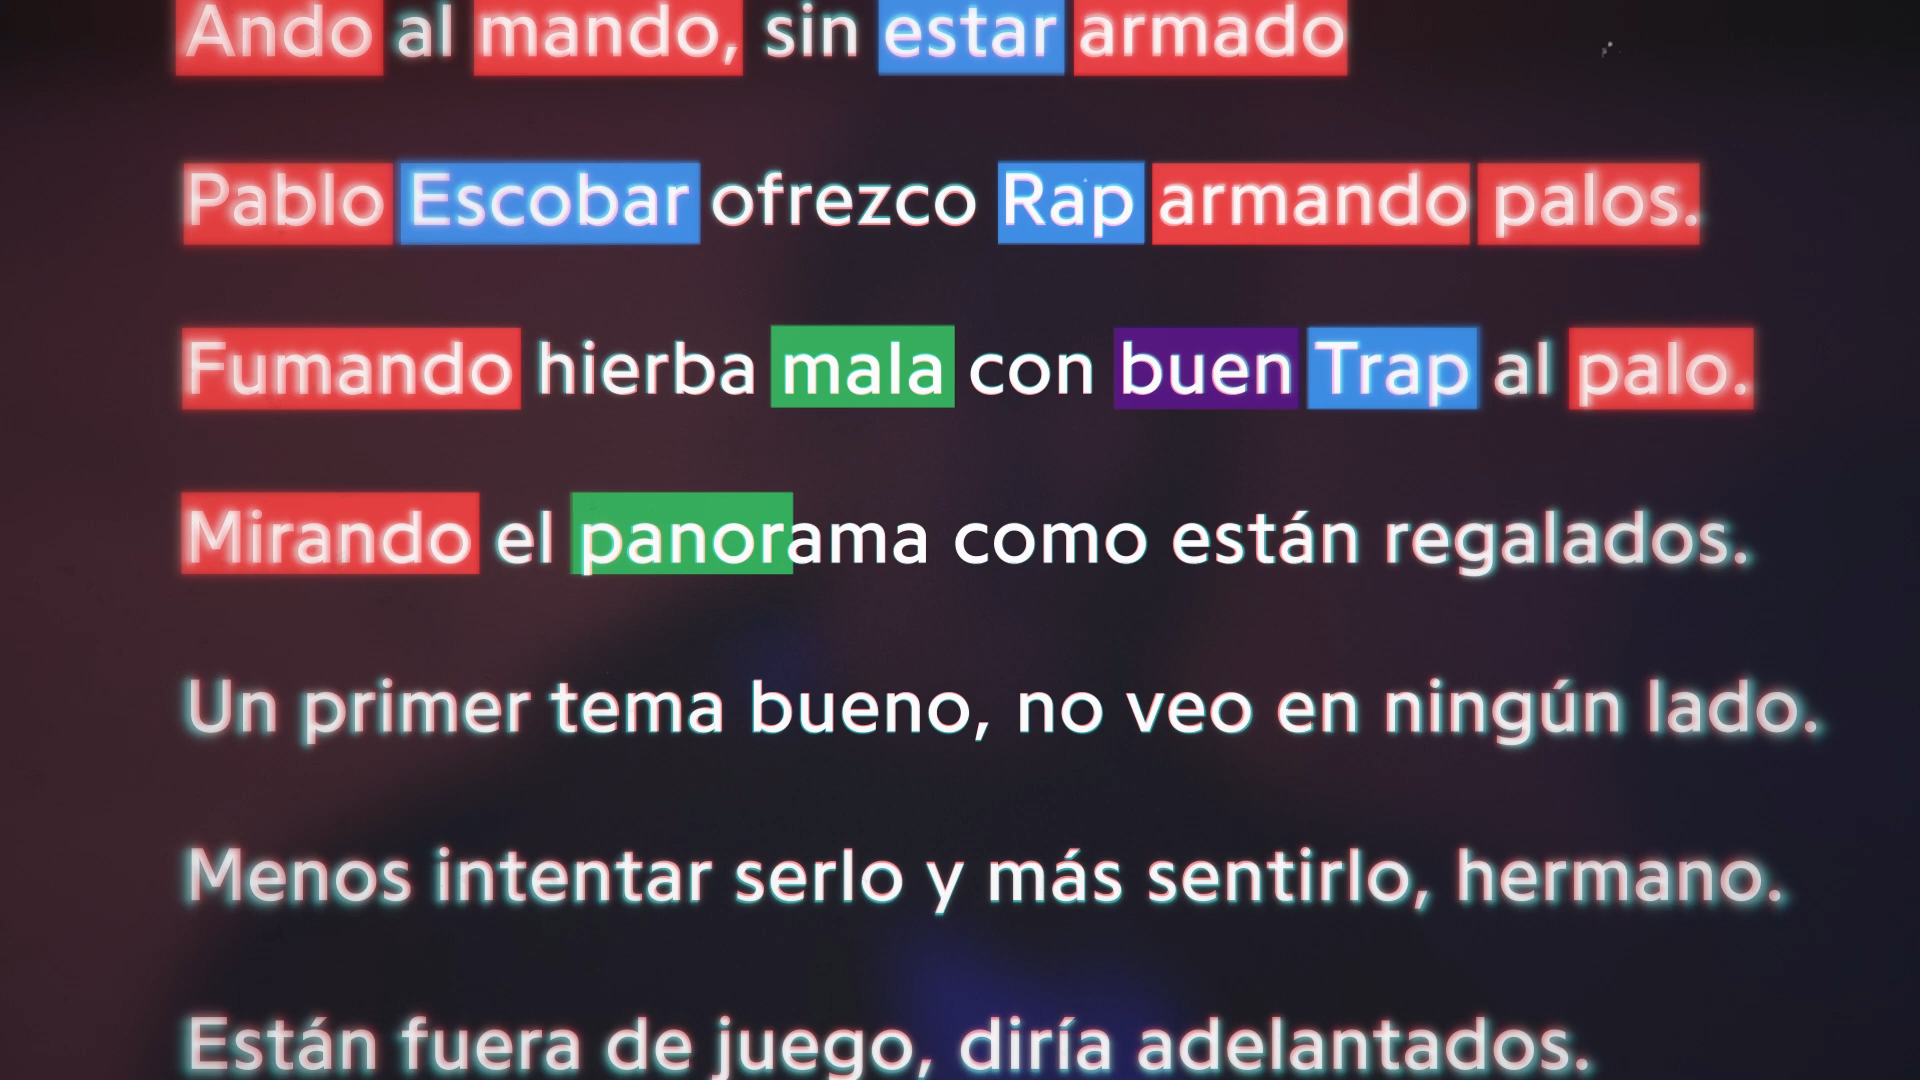 Ando al mando, sin estar armado
Pablo Escobar ofrezco Rap armando palos.
Fumando hierba mala con buen Trap al palo.
Mirando el panorama como están regalados.
Un primer tema bueno, no veo en ningún lado.
Menos intentar serlo y más sentirlo, hermano.
Están fuera de juego, diría adelantados.